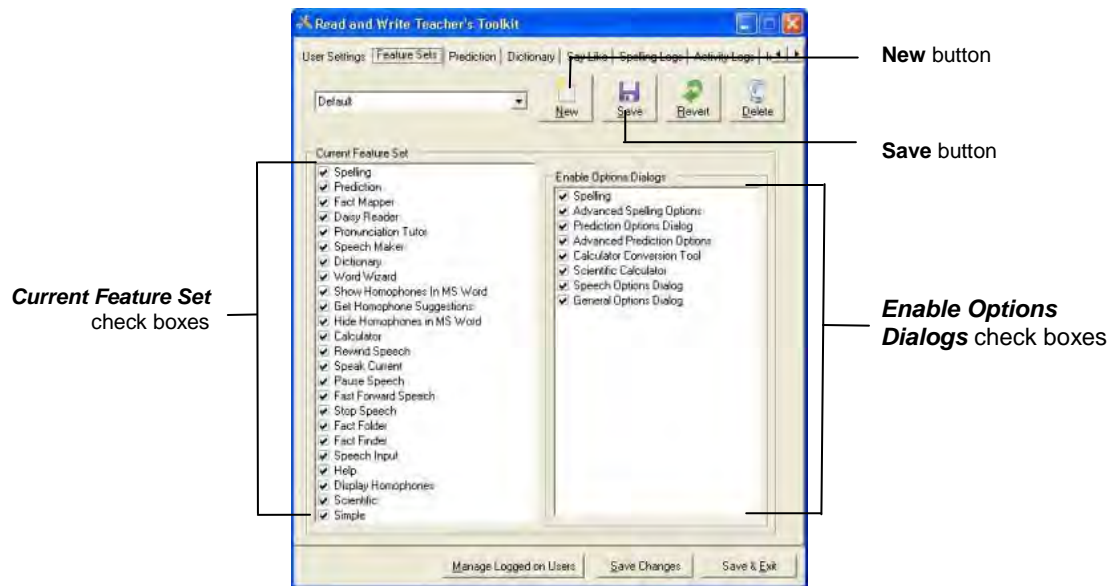 Read and Write Teacher's Toolkit
User Settings Feature Sets Prediction Dictionary Say Like Spelling Logs Activity Logs
New button
Default
New Save Revert Delete
Save button
Current Feature Set
Enable Options Dialogs
Spelling
Prediction
Fact Mapper
Daisy Reader
Pronunciation Tutor
Speech Maker
Dictionary
Word Wizard
Show Homophones In MS Word
Get Homophone Suggestions
Hide Homophones in MS Word
Calculator
Rewind Speech
Speak Current
Pause Speech
Fast Forward Speech
Stop Speech
Fact Folder
Fact Finder
Speech Input
Help
Display Homophones
Scientific
Simple
Spelling
Advanced Spelling Options
Prediction Options Dialog
Advanced Prediction Options
Calculator Conversion Tool
Scientific Calculator
Speech Options Dialog
General Options Dialog
Current Feature Set
check boxes
Enable Options
Dialogs check boxes
Manage Logged on Users Save Changes Save & Exit